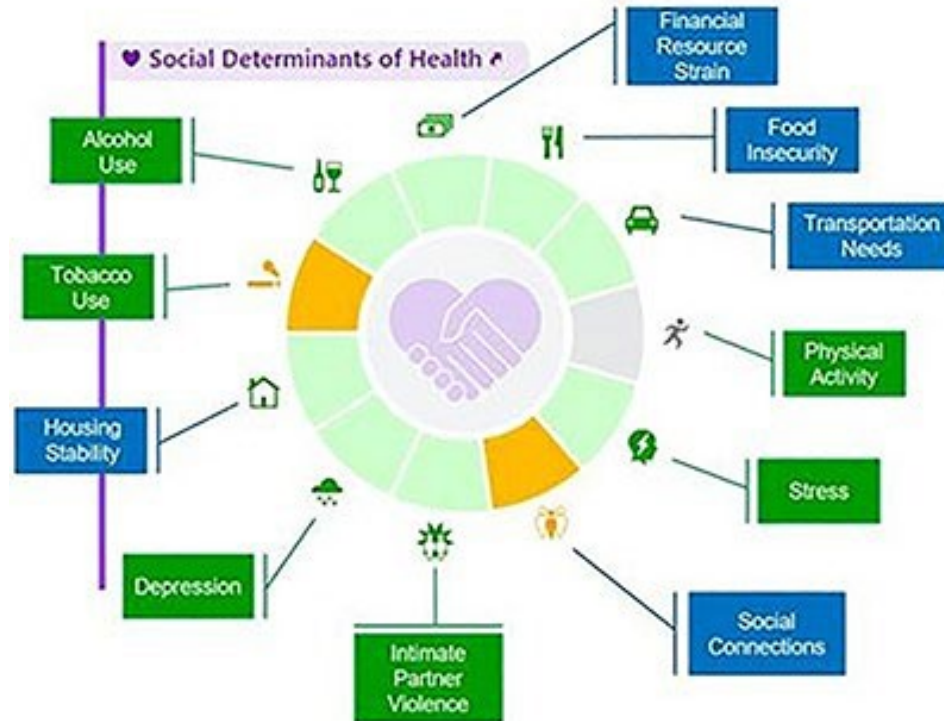 Social Determinants of Health
Financial
Resource
Strain
Alcohol
Use
Food
Insecurity
Transportation
Needs
Tobacco
Use
Physical
Activity
Housing
Stability
Stress
Depression
Social
Connections
Intimate
Partner
Violence